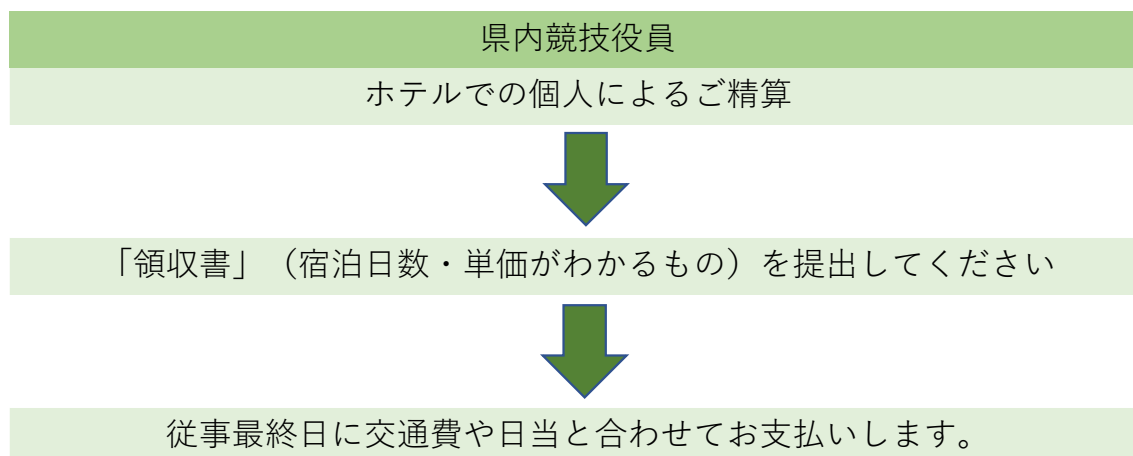 県内競技役員
ホテルでの個人によるご精算
「領収書」（宿泊日数・単価がわかるもの）を提出してください
従事最終日に交通費や日当と合わせてお支払いします。